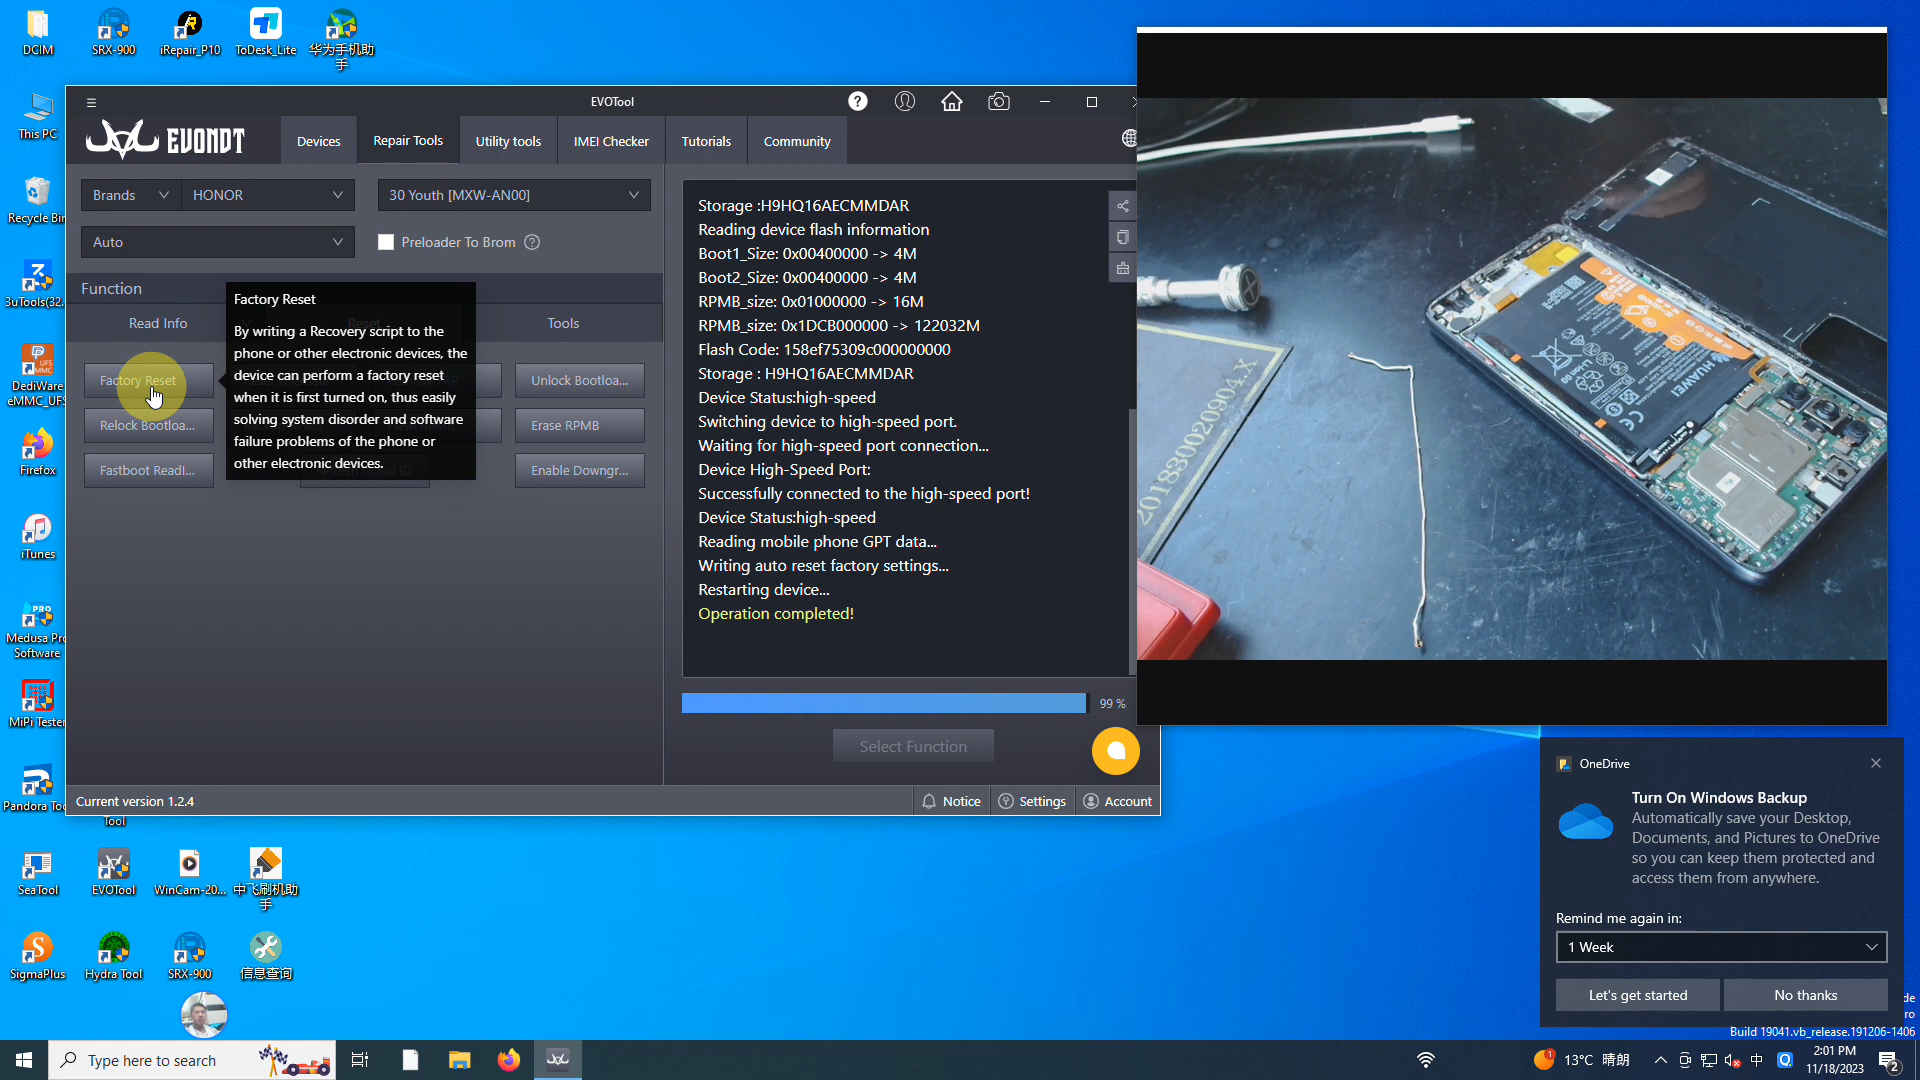 DCIM
SRX-900
iRepair_P10
ToDesk_Lite
华为手机助
手
This PC
Recycle Bin
3uTools(32.
DediWare
eMMC_UFS
Firefox
iTunes
Medusa Pro
Software
MiPi Tester
Pandora Too
Tool
SeaTool
EVOTool
WinCam-20...
中飞刷机助
手
SigmaPlus
Hydra Tool
SRX-900
信息查询
EVOTool
EVONDT
Devices
Repair Tools
Utility tools
IMEI Checker
Tutorials
Community
Brands
HONOR
30 Youth [MXW-AN00]
Auto
Preloader To Brom
Function
Read Info
Reset
Tools
Factory Reset
Unlock Bootloa...
Relock Bootloa...
Erase RPMB
Fastboot ReadI...
Enable Downgr...
Factory Reset
By writing a Recovery script to the
phone or other electronic devices, the
device can perform a factory reset
when it is first turned on, thus easily
solving system disorder and software
failure problems of the phone or
other electronic devices.
Storage :H9HQ16AECMMDAR
Reading device flash information
Boot1_Size: 0x00400000 -> 4M
Boot2_Size: 0x00400000 -> 4M
RPMB_size: 0x01000000 -> 16M
RPMB_size: 0x1DCB000000 -> 122032M
Flash Code: 158ef75309c000000000
Storage : H9HQ16AECMMDAR
Device Status:high-speed
Switching device to high-speed port.
Waiting for high-speed port connection...
Device High-Speed Port:
Successfully connected to the high-speed port!
Device Status:high-speed
Reading mobile phone GPT data...
Writing auto reset factory settings...
Restarting device...
Operation completed!
99 %
Select Function
Current version 1.2.4
Notice
Settings
Account
201830020904.X
HUAWEI
OneDrive
Turn On Windows Backup
Automatically save your Desktop,
Documents, and Pictures to OneDrive
so you can keep them protected and
access them from anywhere.
Remind me again in:
1 Week
Let's get started
No thanks
de
ro
Build 19041.vb_release.191206-1406
Type here to search
1
13°C 晴朗
中
2:01 PM
11/18/2023
2